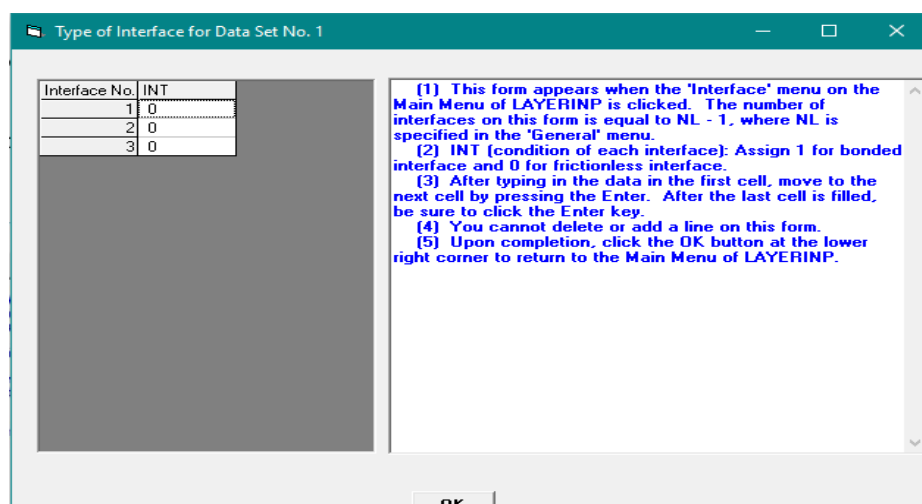 Type of Interface for Data Set No. 1
Interface No. INT
1 0
2 0
3 0
(1) This form appears when the 'Interface' menu on the
Main Menu of LAYERINP is clicked. The number of
interfaces on this form is equal to NL - 1, where NL is
specified in the 'General' menu.
(2) INT (condition of each interface): Assign 1 for bonded
interface and 0 for frictionless interface.
(3) After typing in the data in the first cell, move to the
next cell by pressing the Enter. After the last cell is filled,
be sure to click the Enter key.
(4) You cannot delete or add a line on this form.
(5) Upon completion, click the OK button at the lower
right corner to return to the Main Menu of LAYERINP.
OK